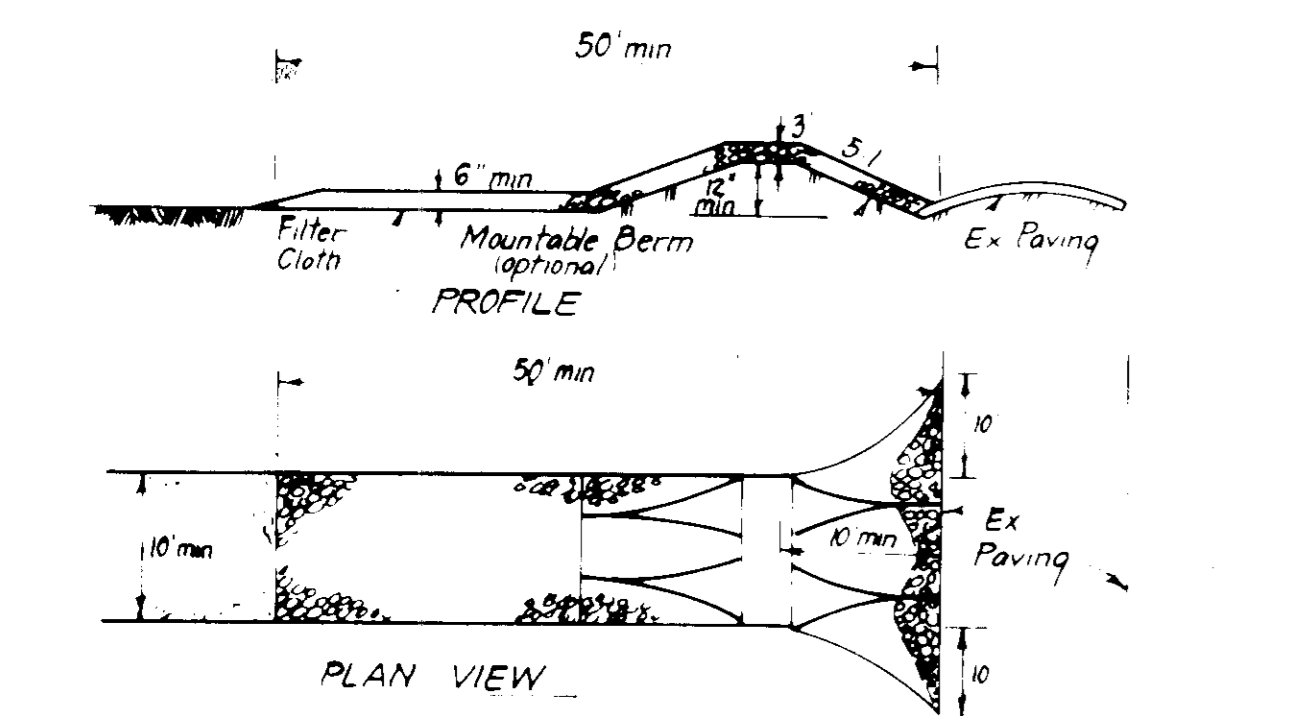 50' min
3'
5:1
6" min
12"
min
Filter
Cloth
Mountable Berm
(optional)
Ex Paving
PROFILE
50' min
10'
10' min
10' min
Ex
Paving
10
PLAN VIEW